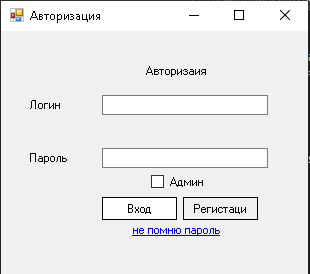 Авторизация
Авторизаия
Логин
Пароль
Админ
Вход Регистаци
не помню пароль